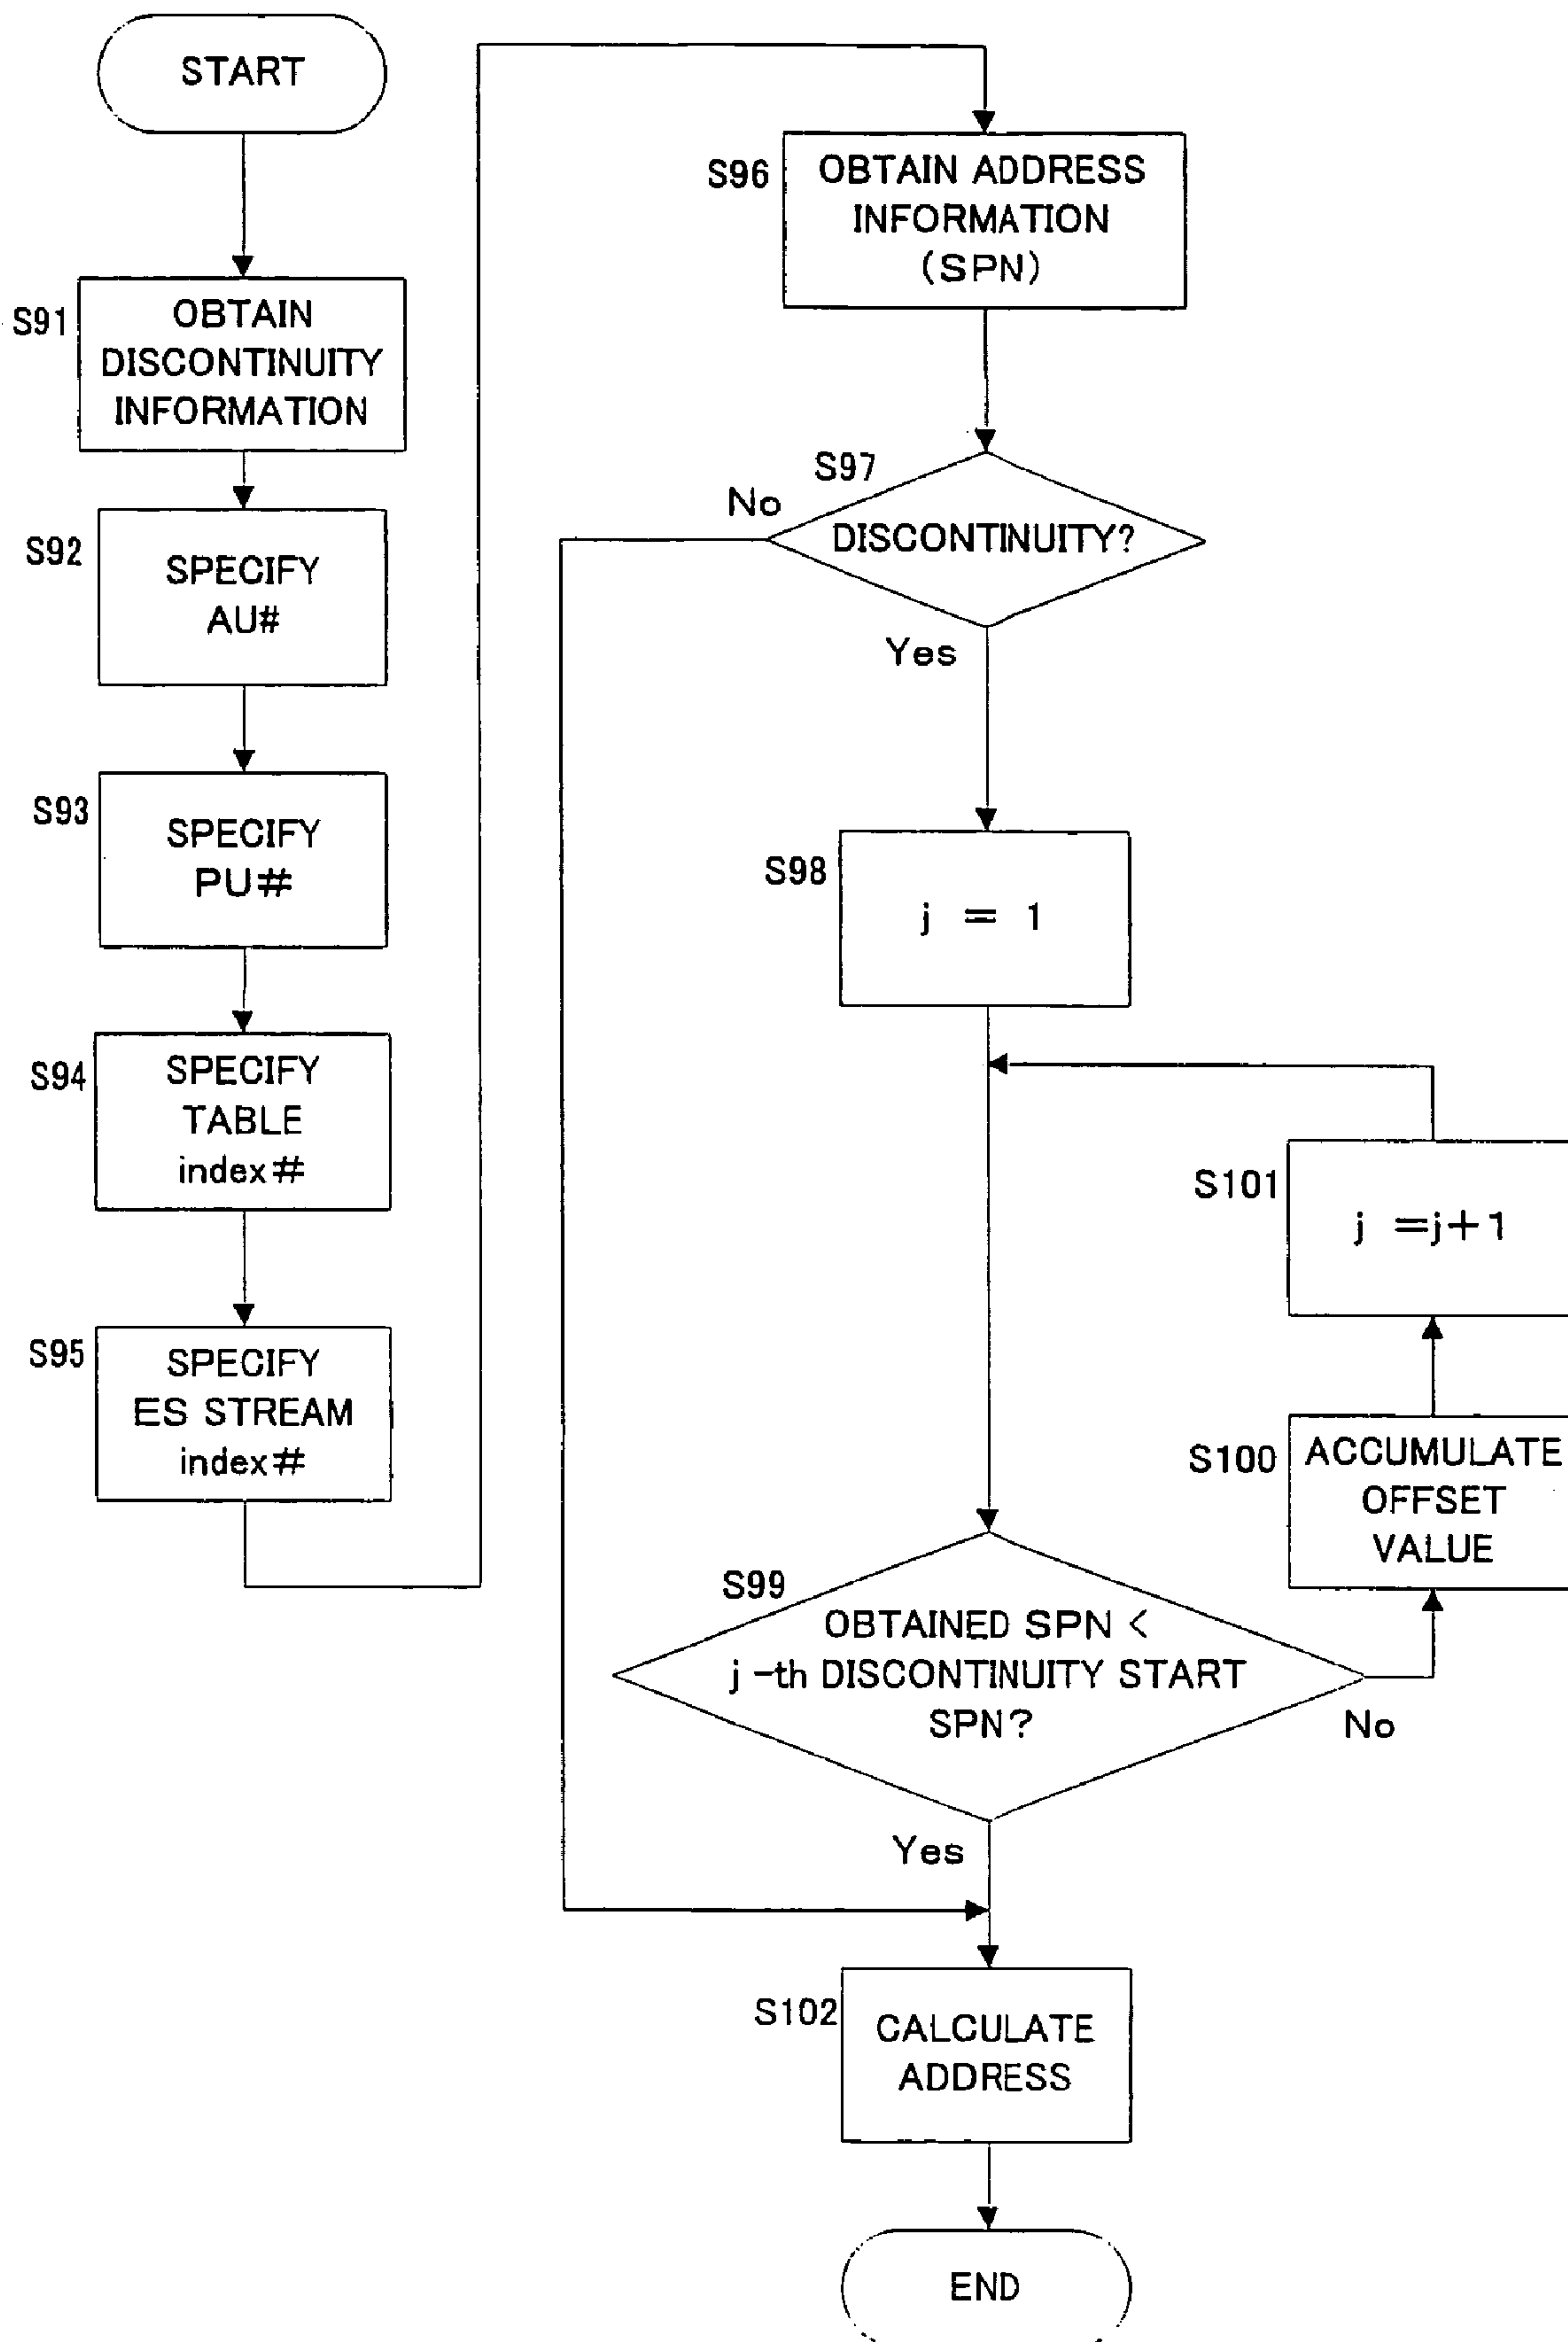 START
S91
OBTAIN
DISCONTINUITY
INFORMATION
S92
SPECIFY
AU#
S93
SPECIFY
PU#
S94
SPECIFY
TABLE
index#
S95
SPECIFY
ES STREAM
index#
S96
OBTAIN ADDRESS
INFORMATION
(SPN)
S97
DISCONTINUITY?
No
Yes
S98
j = 1
S99
OBTAINED SPN <
j-th DISCONTINUITY START
SPN?
No
Yes
S100
ACCUMULATE
OFFSET
VALUE
S101
j =j+1
S102
CALCULATE
ADDRESS
END